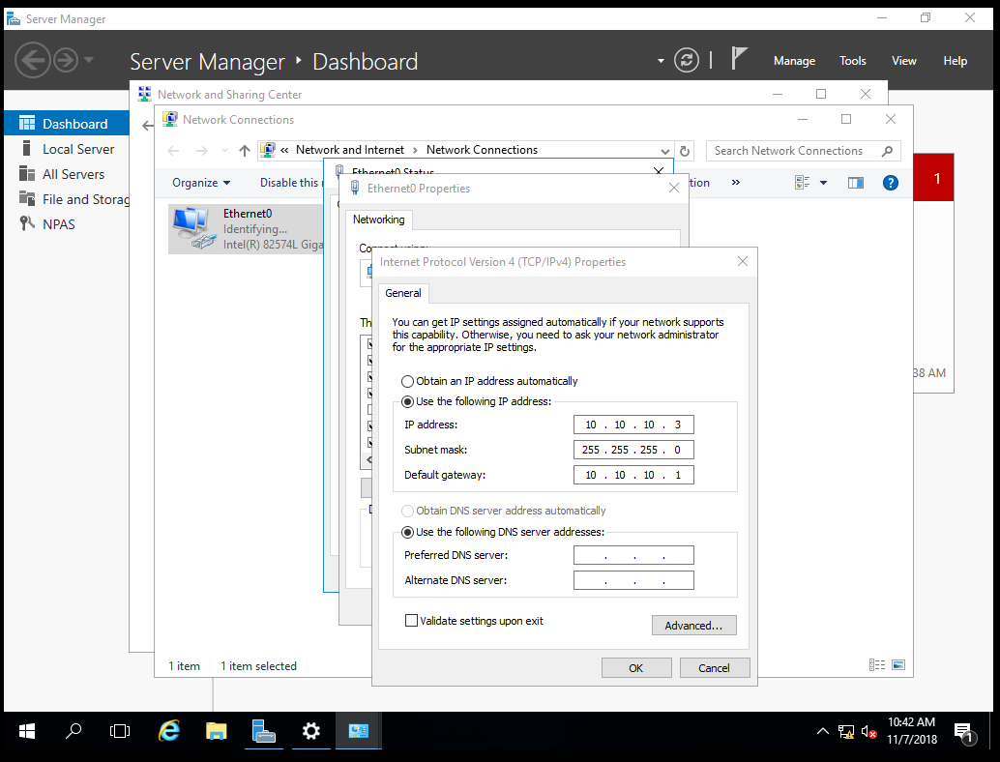 Server Manager
Server Manager • Dashboard
Manage Tools View Help
Network and Sharing Center
Network Connections
« Network and Internet › Network Connections
Search Network Connections
Dashboard
Local Server
All Servers
File and Storag
NPAS
Organize
Disable this
»
Ethernet0 Status
Ethernet0 Properties
Networking
1
Ethernet0
Identifying...
Intel(R) 82574L Giga
Internet Protocol Version 4 (TCP/IPv4) Properties
General
You can get IP settings assigned automatically if your network supports
this capability. Otherwise, you need to ask your network administrator
for the appropriate IP settings.
Obtain an IP address automatically
Use the following IP address:
IP address: 10 . 10 . 10 . 3
Subnet mask: 255 . 255 . 255 . 0
Default gateway: 10 . 10 . 10 . 1
Obtain DNS server address automatically
Use the following DNS server addresses:
Preferred DNS server: . . .
Alternate DNS server: . . .
Validate settings upon exit
Advanced...
OK Cancel
38 AM
1 item 1 item selected
10:42 AM
11/7/2018
1